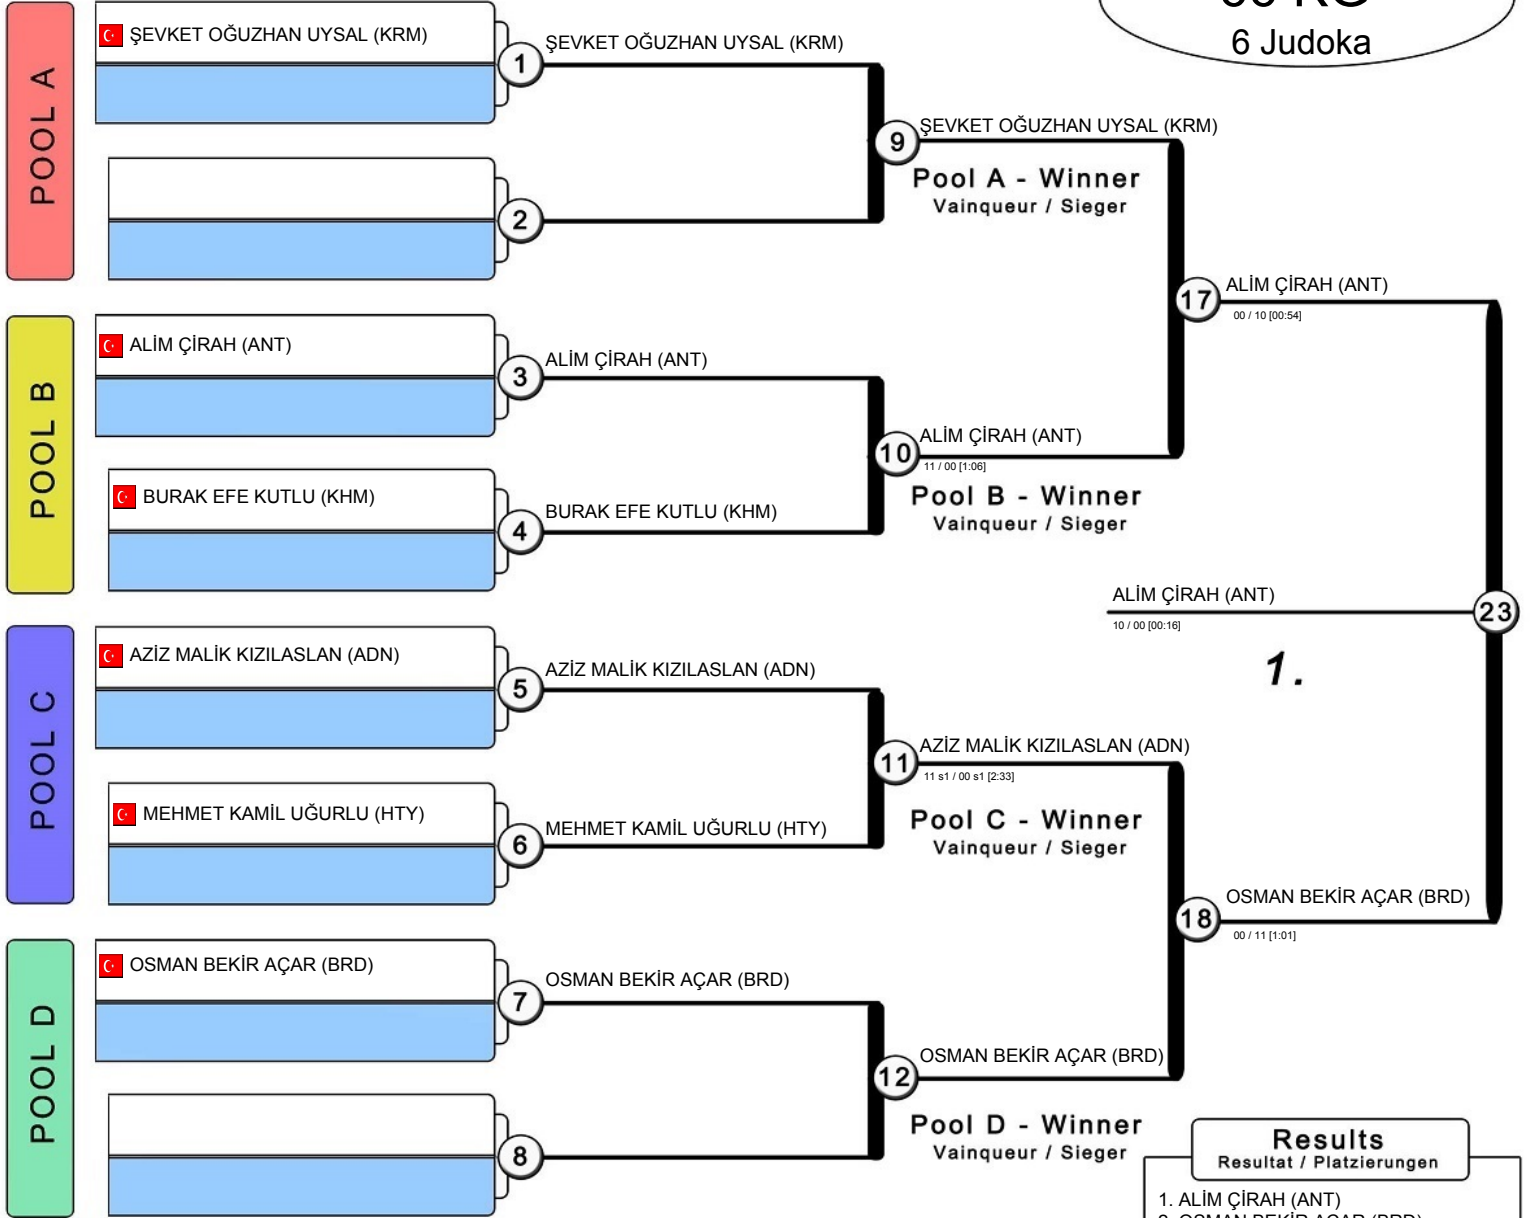 6 Judoka
POOL A
ŞEVKET OĞUZHAN UYSAL (KRM)
1
ŞEVKET OĞUZHAN UYSAL (KRM)
2
9
ŞEVKET OĞUZHAN UYSAL (KRM)
Pool A - Winner
Vainqueur / Sieger
17
ALİM ÇİRAH (ANT)
00 / 10 [00:54]
POOL B
ALİM ÇİRAH (ANT)
3
ALİM ÇİRAH (ANT)
10
ALİM ÇİRAH (ANT)
11 / 00 [1:06]
Pool B - Winner
Vainqueur / Sieger
BURAK EFE KUTLU (KHM)
4
BURAK EFE KUTLU (KHM)
ALİM ÇİRAH (ANT)
10 / 00 [00:16]
23
1.
POOL C
AZİZ MALİK KIZILASLAN (ADN)
5
AZİZ MALİK KIZILASLAN (ADN)
11
AZİZ MALİK KIZILASLAN (ADN)
11 s1 / 00 s1 [2:33]
Pool C - Winner
Vainqueur / Sieger
MEHMET KAMİL UĞURLU (HTY)
6
MEHMET KAMİL UĞURLU (HTY)
18
OSMAN BEKİR AÇAR (BRD)
00 / 11 [1:01]
POOL D
OSMAN BEKİR AÇAR (BRD)
7
OSMAN BEKİR AÇAR (BRD)
12
OSMAN BEKİR AÇAR (BRD)
Pool D - Winner
Vainqueur / Sieger
8
Results
Resultat / Platzierungen
1. ALİM ÇİRAH (ANT)
2. OSMAN BEKİR AÇAR (BRD)